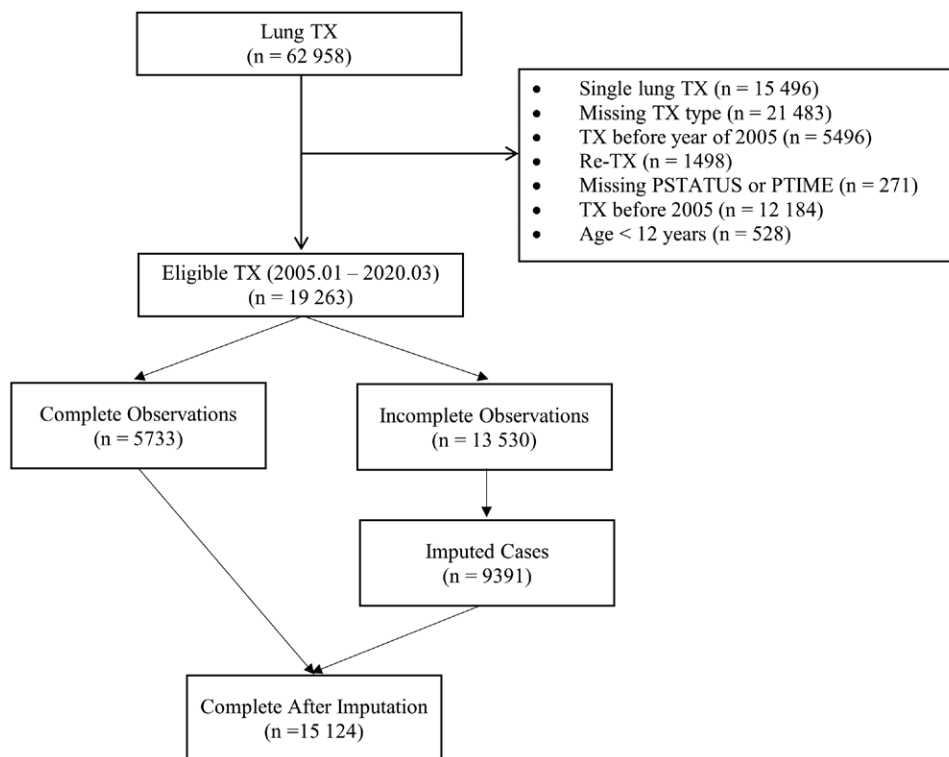 Lung TX
(n = 62 958)
• Single lung TX (n = 15 496)
• Missing TX type (n = 21 483)
• TX before year of 2005 (n = 5496)
• Re-TX (n = 1498)
• Missing PSTATUS or PTIME (n = 271)
• TX before 2005 (n = 12 184)
• Age < 12 years (n = 528)
Eligible TX (2005.01 – 2020.03)
(n = 19 263)
Complete Observations
(n = 5733)
Incomplete Observations
(n = 13 530)
Imputed Cases
(n = 9391)
Complete After Imputation
(n =15 124)